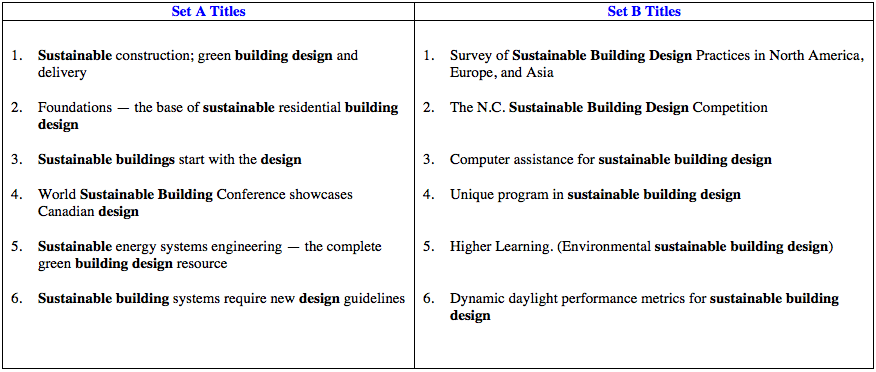 Set A Titles
1. Sustainable construction; green building design and
delivery
2. Foundations — the base of sustainable residential building
design
3. Sustainable buildings start with the design
4. World Sustainable Building Conference showcases
Canadian design
5. Sustainable energy systems engineering — the complete
green building design resource
6. Sustainable building systems require new design guidelines
Set B Titles
1. Survey of Sustainable Building Design Practices in North America,
Europe, and Asia
2. The N.C. Sustainable Building Design Competition
3. Computer assistance for sustainable building design
4. Unique program in sustainable building design
5. Higher Learning. (Environmental sustainable building design)
6. Dynamic daylight performance metrics for sustainable building
design